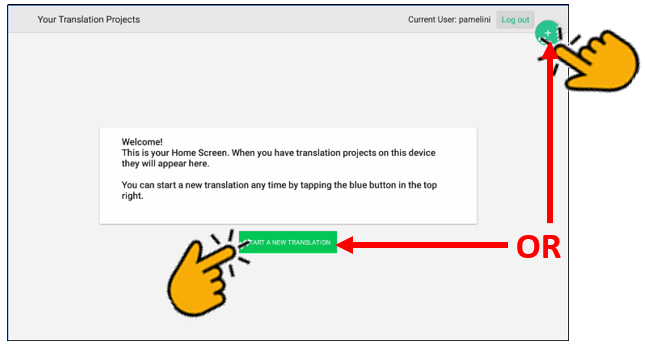 Your Translation Projects
Current User: pamelini
Log out
+
Welcome!
This is your Home Screen. When you have translation projects on this device
they will appear here.
You can start a new translation any time by tapping the blue button in the top
right.
START A NEW TRANSLATION
OR